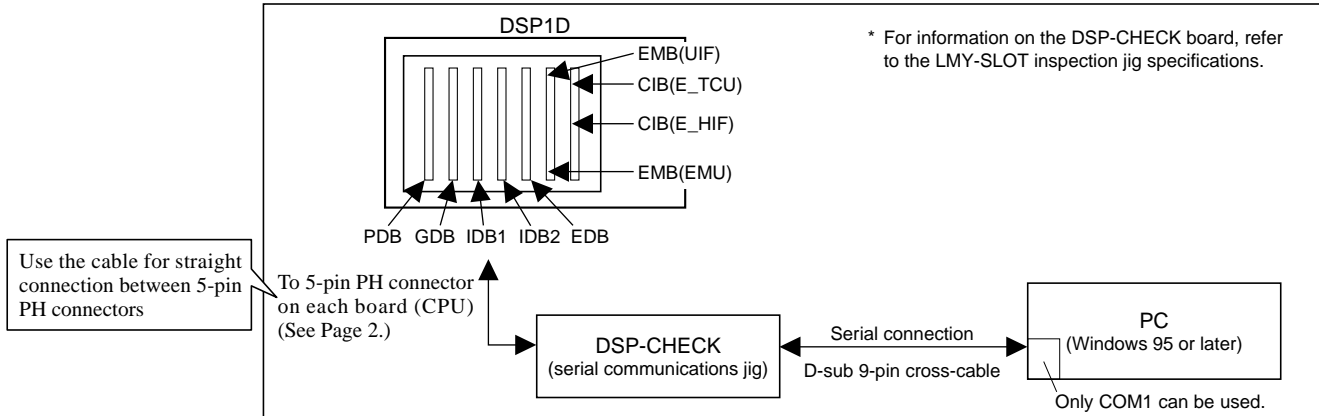 DSP1D
EMB(UIF)
CIB(E_TCU)
CIB(E_HIF)
EMB(EMU)
* For information on the DSP-CHECK board, refer
to the LMY-SLOT inspection jig specifications.
PDB GDB IDB1 IDB2 EDB
Use the cable for straight
connection between 5-pin
PH connectors
To 5-pin PH connector
on each board (CPU)
(See Page 2.)
DSP-CHECK
(serial communications jig)
Serial connection
D-sub 9-pin cross-cable
PC
(Windows 95 or later)
Only COM1 can be used.